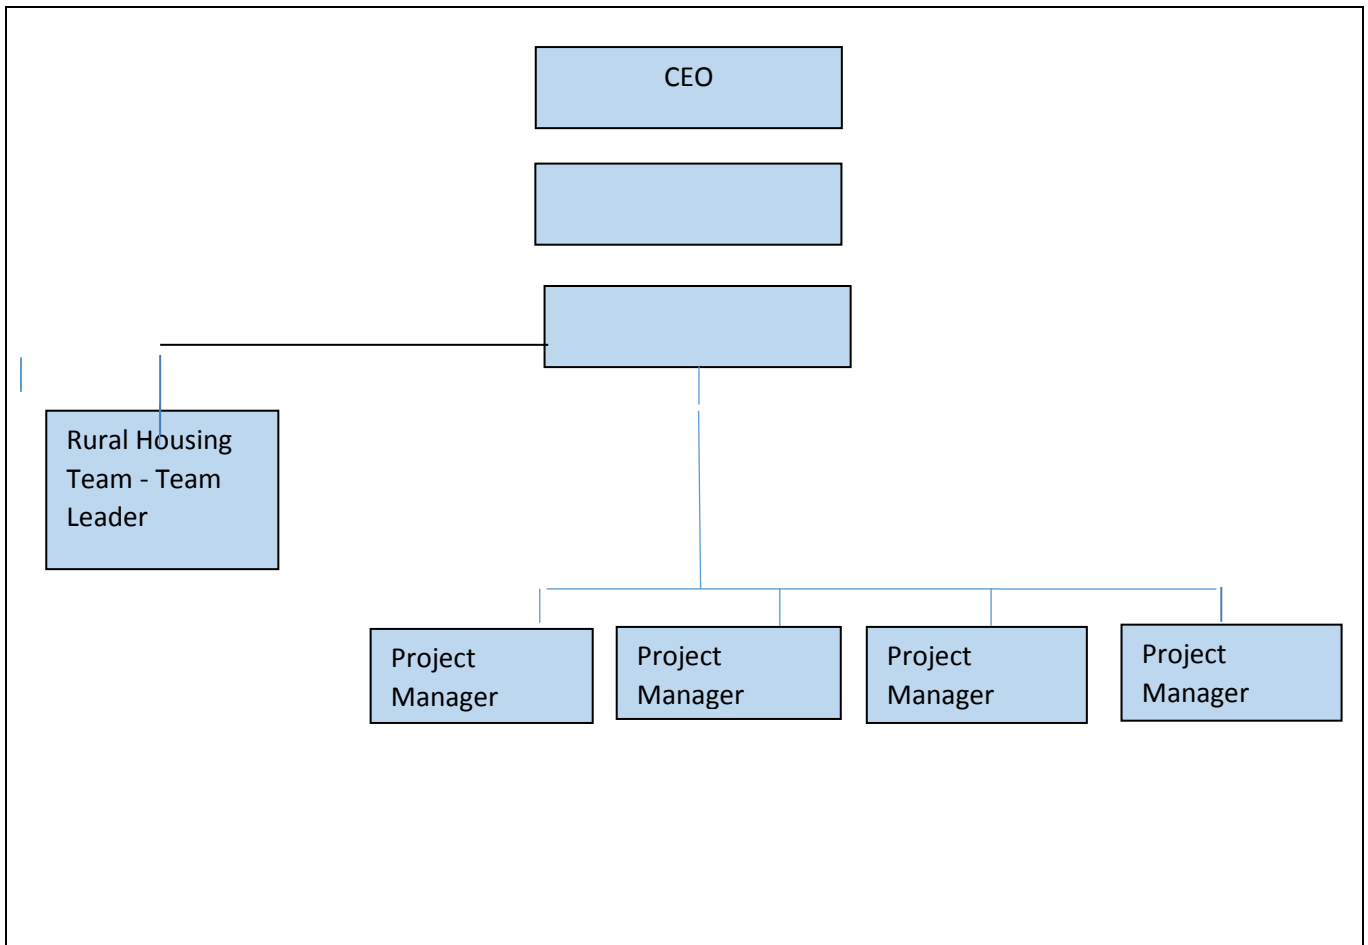 CEO
Rural Housing
Team - Team
Leader
Project
Manager
Project
Manager
Project
Manager
Project
Manager